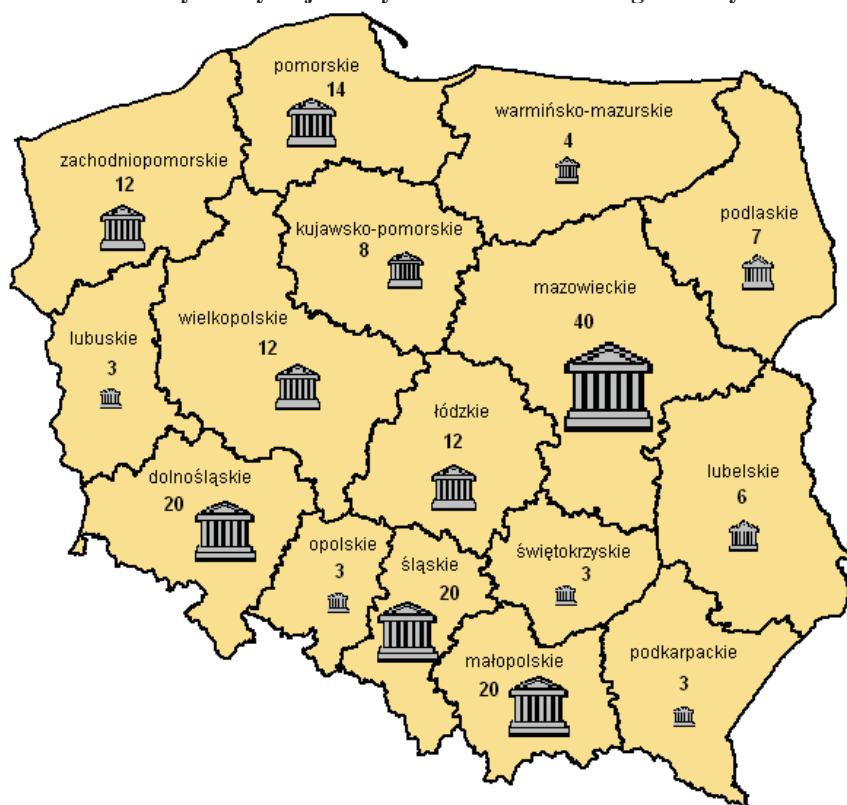 pomorskie
14
warmińsko-mazurskie
4
zachodniopomorskie
12
podlaskie
7
kujawsko-pomorskie
8
mazowieckie
40
wielkopolskie
12
lubuskie
3
łódzkie
12
lubelskie
6
dolnośląskie
20
opolskie
3
śląskie
20
świętokrzyskie
3
małopolskie
20
podkarpackie
3